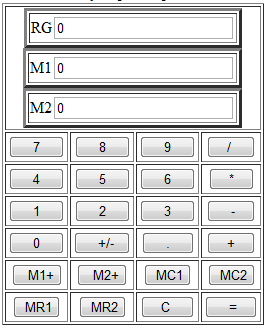 RG 0
M1 0
M2 0
7 8 9 /
4 5 6 *
1 2 3 -
0 +/- . +
M1+ M2+ MC1 MC2
MR1 MR2 C =